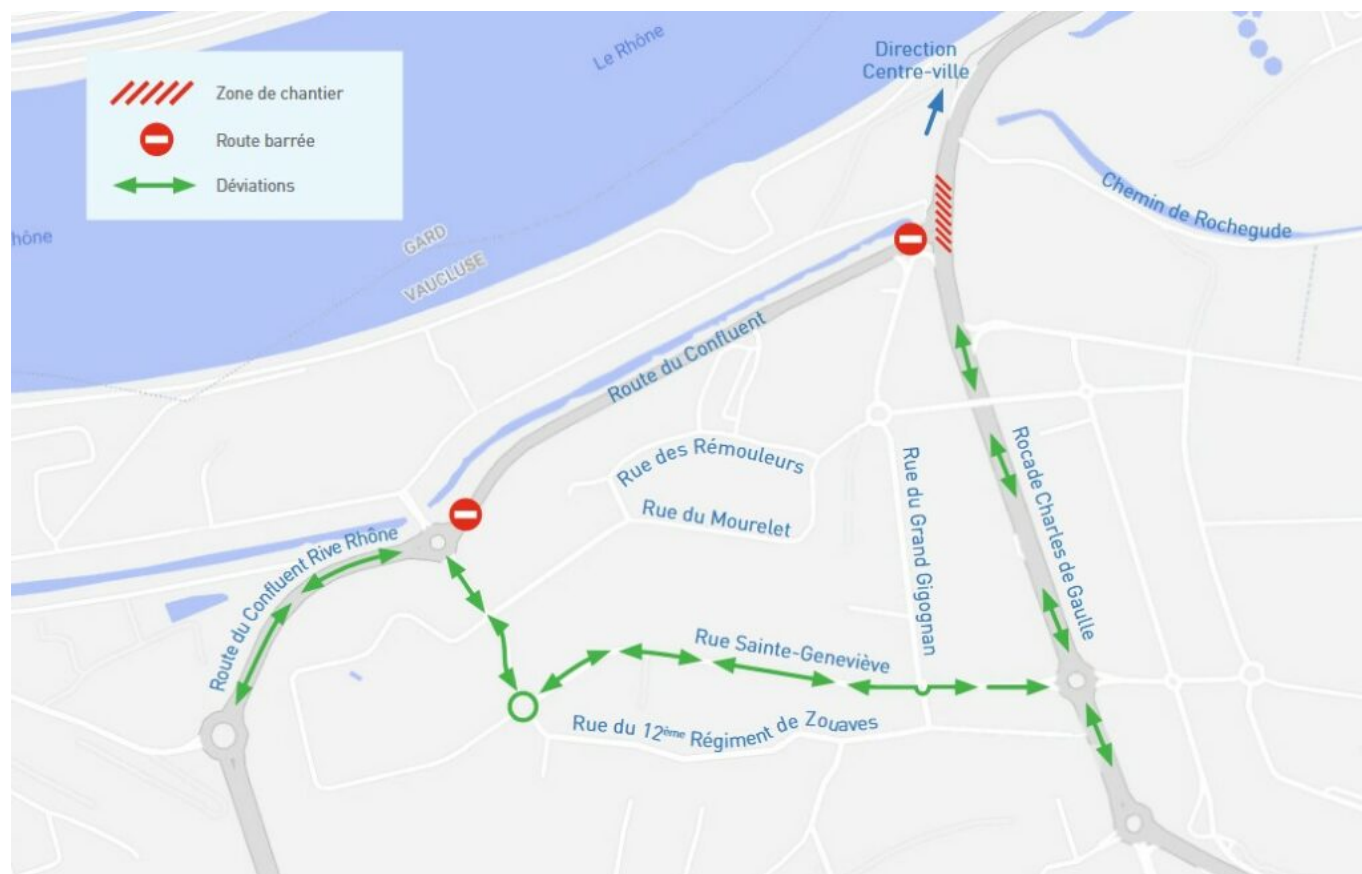 Le Rhône
Direction
Centre-ville
Zone de chantier
Route barrée
Déviations
Chemin de Rochegude
hône
GARD
VAUCLUSE
Route du Confluent
Rue des Rémouleurs
Rue du Mourelet
Rue du Grand Gigognan
Rocade Charles de Gaulle
Route du Confluent Rive Rhône
Rue Sainte-Geneviève
Rue du 12ème Régiment de Zouaves